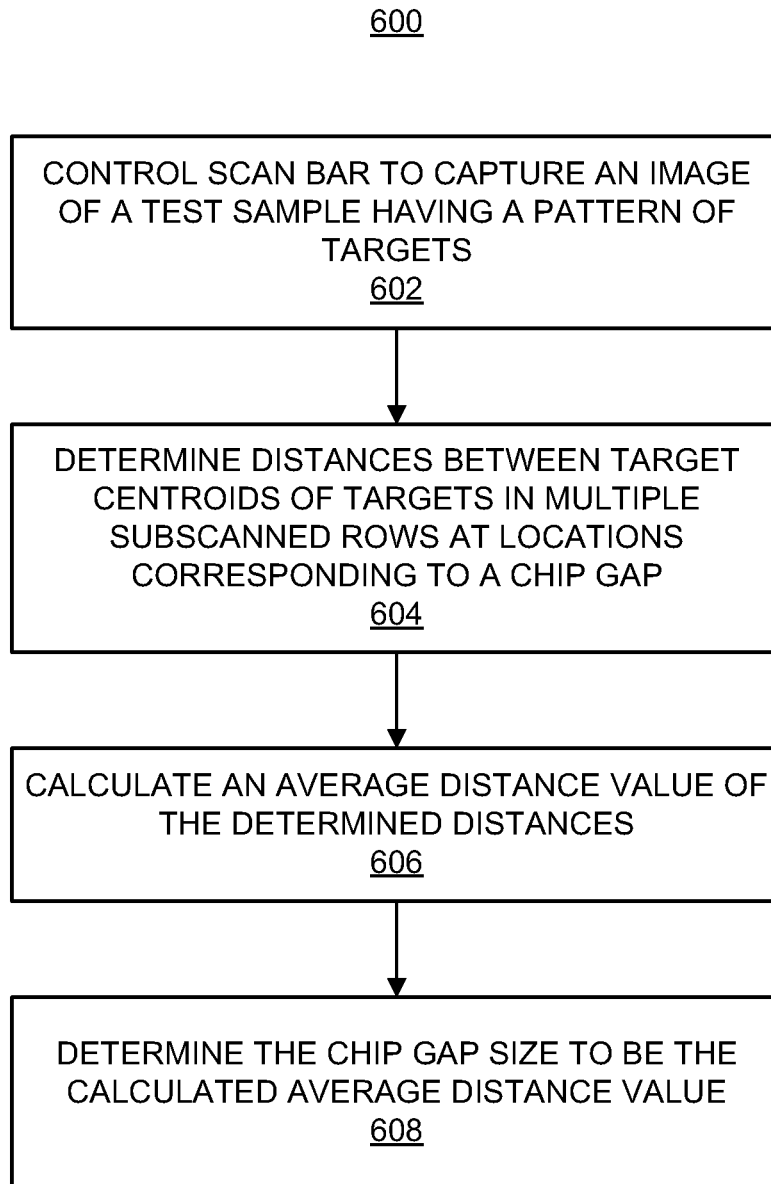 600
CONTROL SCAN BAR TO CAPTURE AN IMAGE
OF A TEST SAMPLE HAVING A PATTERN OF
TARGETS
602
DETERMINE DISTANCES BETWEEN TARGET
CENTROIDS OF TARGETS IN MULTIPLE
SUBSCANNED ROWS AT LOCATIONS
CORRESPONDING TO A CHIP GAP
604
CALCULATE AN AVERAGE DISTANCE VALUE OF
THE DETERMINED DISTANCES
606
DETERMINE THE CHIP GAP SIZE TO BE THE
CALCULATED AVERAGE DISTANCE VALUE
608